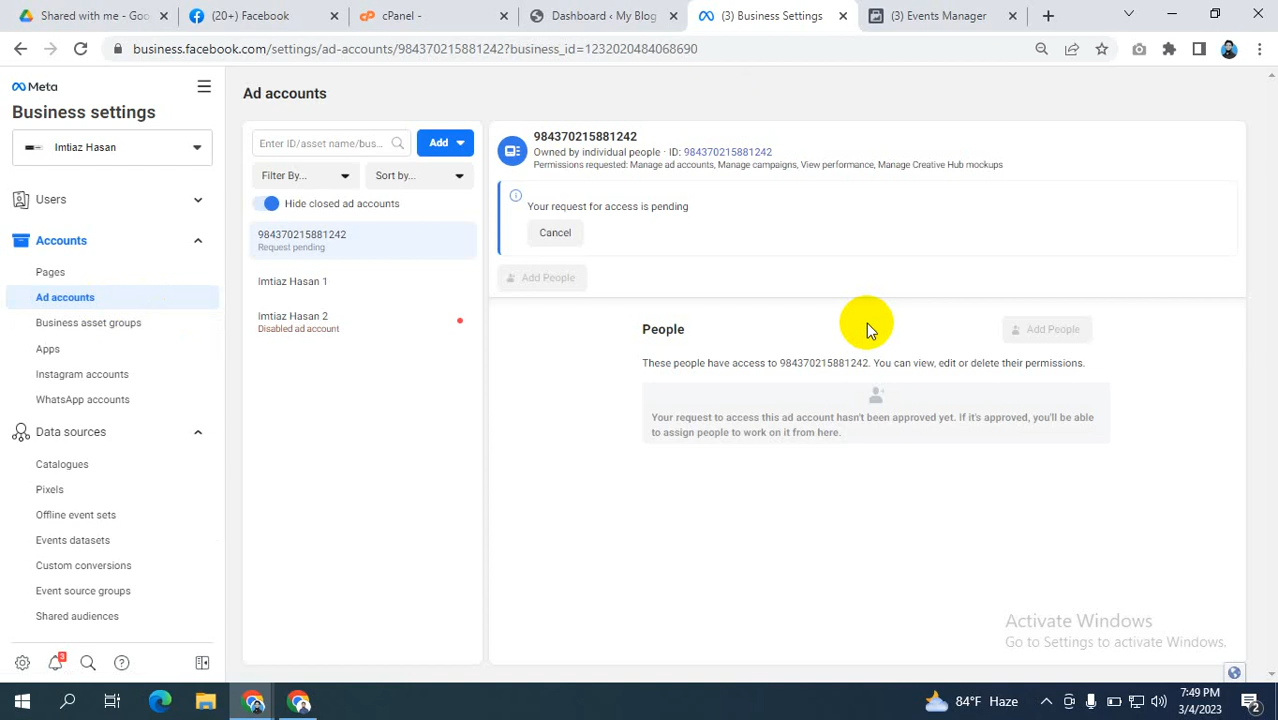 Shared with me - Goo
(20+) Facebook
cPanel -
Dashboard ‹ My Blog
(3) Business Settings
(3) Events Manager
business.facebook.com/settings/ad-accounts/984370215881242?business_id=1232020484068690
Meta
Business settings
Imtiaz Hasan
Users
Accounts
Pages
Ad accounts
Business asset groups
Apps
Instagram accounts
WhatsApp accounts
Data sources
Catalogues
Pixels
Offline event sets
Events datasets
Custom conversions
Event source groups
Shared audiences
3
Ad accounts
Enter ID/asset name/bus...
Add
Filter By...
Sort by...
Hide closed ad accounts
984370215881242
Request pending
Imtiaz Hasan 1
Imtiaz Hasan 2
Disabled ad account
984370215881242
Owned by individual people · ID: 984370215881242
Permissions requested: Manage ad accounts, Manage campaigns, View performance, Manage Creative Hub mockups
Your request for access is pending
Cancel
Add People
People
Add People
These people have access to 984370215881242. You can view, edit or delete their permissions.
Your request to access this ad account hasn't been approved yet. If it's approved, you'll be able
to assign people to work on it from here.
Activate Windows
Go to Settings to activate Windows.
84°F Haze
7:49 PM
3/4/2023
2